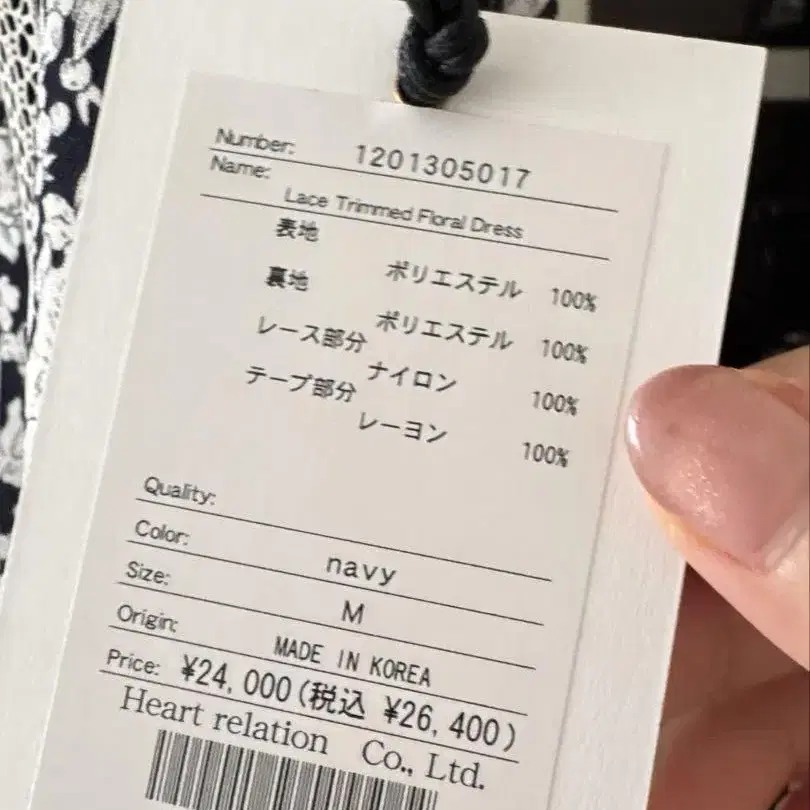 Number: 1201305017
Name: Lace Trimmed Floral Dress
表地 ポリエステル 100%
裏地 ポリエステル 100%
レース部分 ナイロン 100%
テープ部分 レーヨン 100%
Quality:
Color: navy
Size: M
Origin: MADE IN KOREA
Price: ¥24,000(税込 ¥26,400)
Heart relation Co., Ltd.